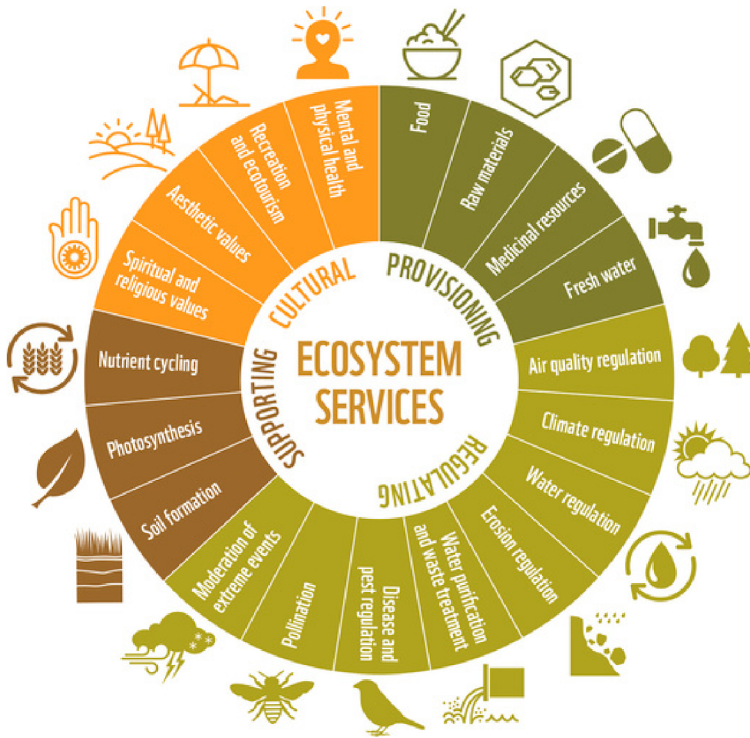 ECOSYSTEM
SERVICES
PROVISIONING
Food
Raw materials
Medicinal resources
Fresh water
REGULATING
Air quality regulation
Climate regulation
Water regulation
Erosion regulation
Water purification
and waste treatment
Disease and
pest regulation
Pollination
Moderation of
extreme events
SUPPORTING
Soil formation
Photosynthesis
Nutrient cycling
CULTURAL
Spiritual and
religious values
Aesthetic values
Recreation
and ecotourism
Mental and
physical health